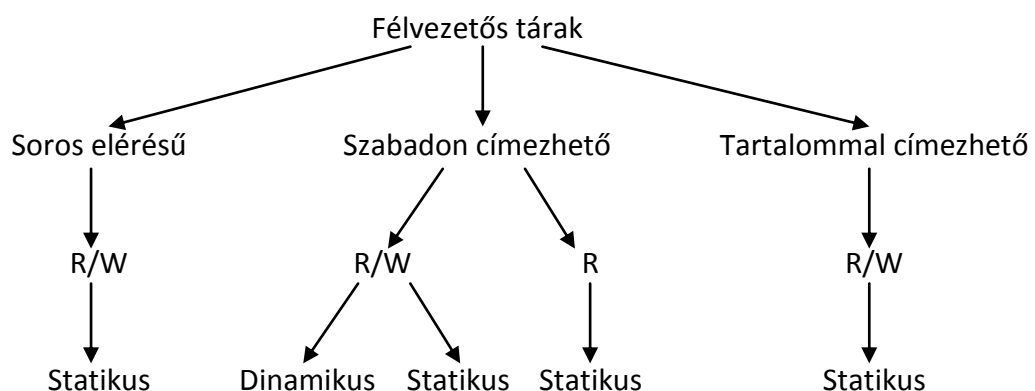 Félvezetős tárak
Soros elérésű Szabadon címezhető Tartalommal címezhető
R/W R/W R R/W
Statikus Dinamikus Statikus Statikus Statikus